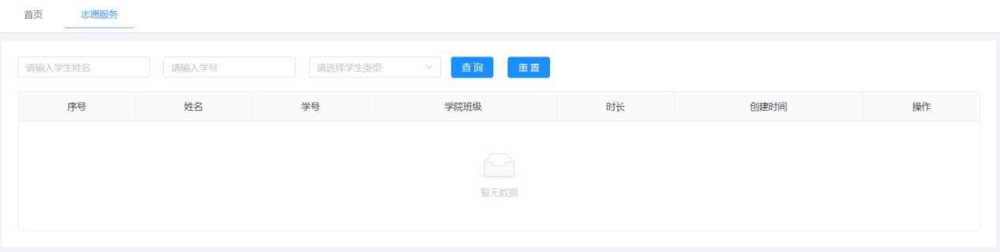 首页 志愿服务
请输入学生姓名 请输入学号 请选择学生类型 查询 重置
序号 姓名 学号 学院班级 时长 创建时间 操作
暂无数据